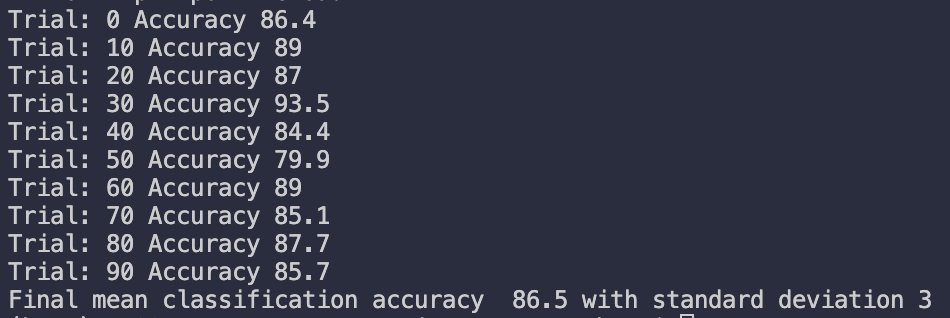 Trial: 0 Accuracy 86.4
Trial: 10 Accuracy 89
Trial: 20 Accuracy 87
Trial: 30 Accuracy 93.5
Trial: 40 Accuracy 84.4
Trial: 50 Accuracy 79.9
Trial: 60 Accuracy 89
Trial: 70 Accuracy 85.1
Trial: 80 Accuracy 87.7
Trial: 90 Accuracy 85.7
Final mean classification accuracy  86.5 with standard deviation 3